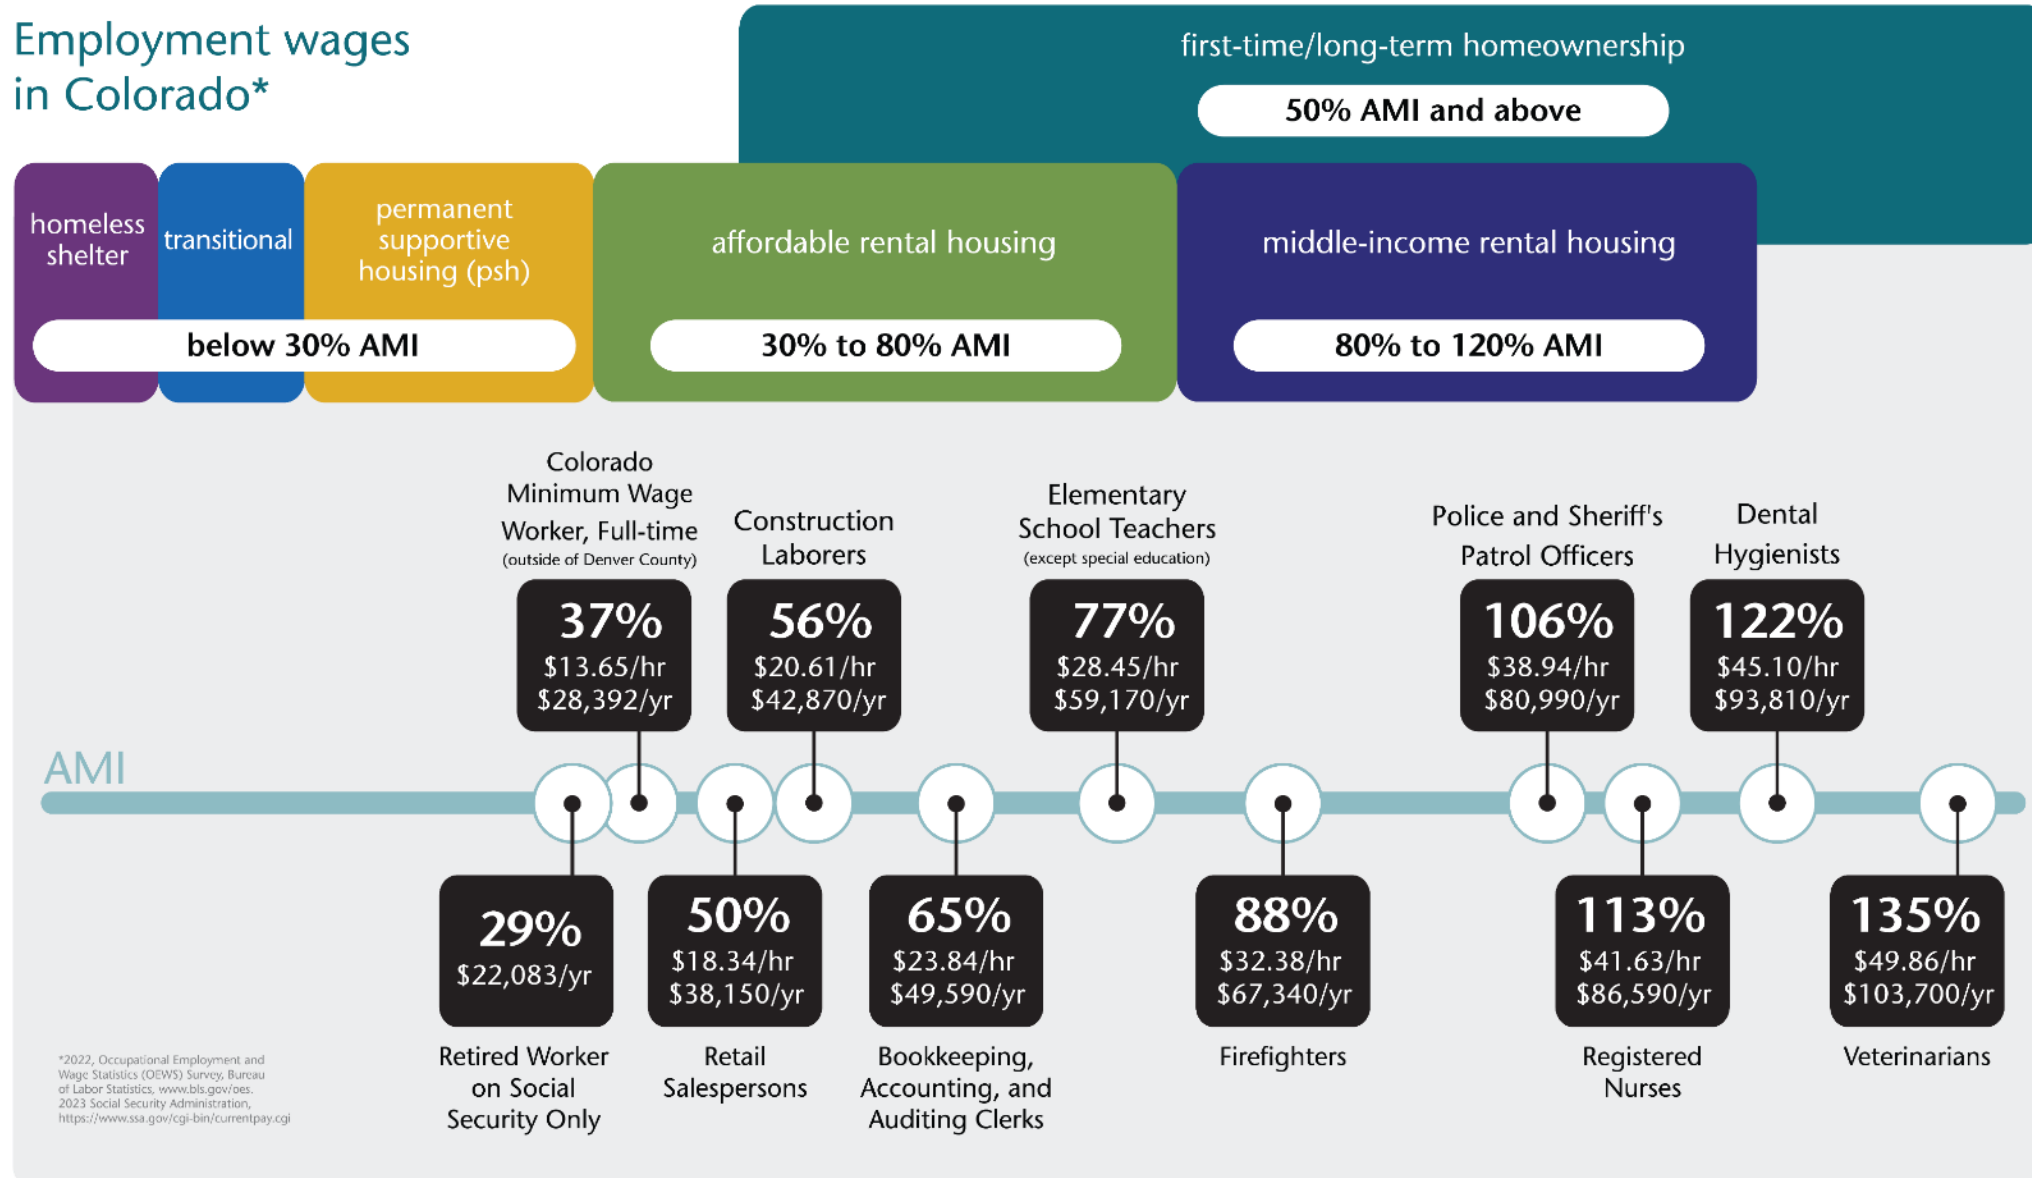 Employment wages
in Colorado*
first-time/long-term homeownership
50% AMI and above
homeless
shelter
transitional
permanent
supportive
housing (psh)
below 30% AMI
affordable rental housing
30% to 80% AMI
middle-income rental housing
80% to 120% AMI
Colorado
Minimum Wage
Worker, Full-time
(outside of Denver County)
37%
$13.65/hr
$28,392/yr
Construction
Laborers
56%
$20.61/hr
$42,870/yr
Elementary
School Teachers
(except special education)
77%
$28.45/hr
$59,170/yr
Police and Sheriff's
Patrol Officers
106%
$38.94/hr
$80,990/yr
Dental
Hygienists
122%
$45.10/hr
$93,810/yr
AMI
29%
$22,083/yr
Retired Worker
on Social
Security Only
50%
$18.34/hr
$38,150/yr
Retail
Salespersons
65%
$23.84/hr
$49,590/yr
Bookkeeping,
Accounting, and
Auditing Clerks
88%
$32.38/hr
$67,340/yr
Firefighters
113%
$41.63/hr
$86,590/yr
Registered
Nurses
135%
$49.86/hr
$103,700/yr
Veterinarians
*2022, Occupational Employment and
Wage Statistics (OEWS) Survey, Bureau
of Labor Statistics, www.bls.gov/oes.
2023 Social Security Administration,
https://www.ssa.gov/cgi-bin/currentpay.cgi